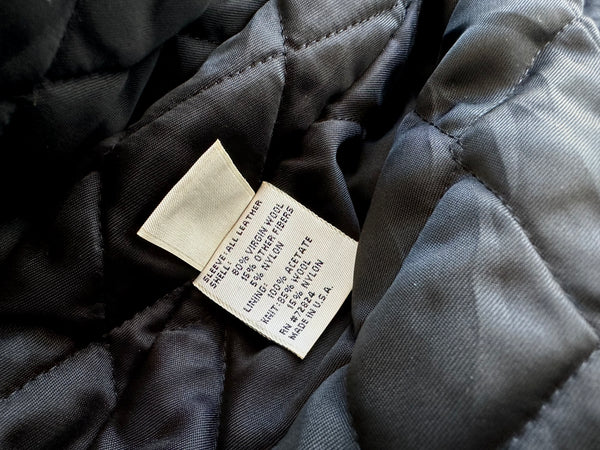 SLEEVE: ALL LEATHER
SHELL:
80% VIRGIN WOOL
15% OTHER FIBERS
5% NYLON
LINING:
100% ACETATE
KNIT: 85% WOOL
15% NYLON
RN #72824
MADE IN U.S.A.